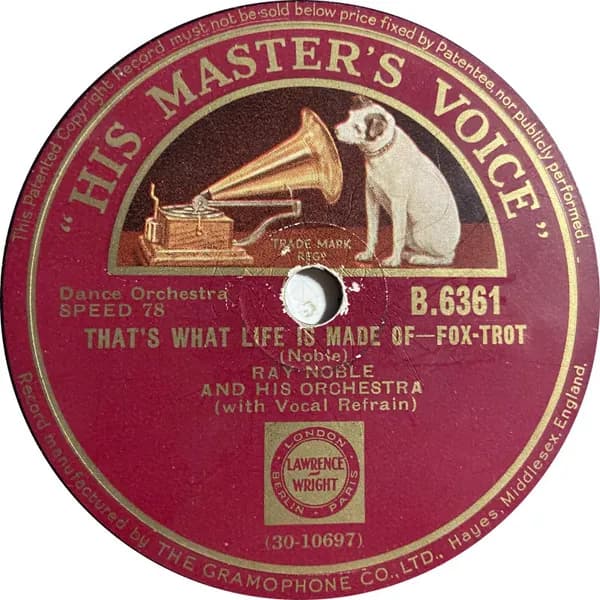 This Patented Copyright Record must not be sold below price fixed by Patentee, nor publicly performed.
"HIS MASTER'S VOICE"
TRADE MARK
REGD
Dance Orchestra
SPEED 78
B.6361
THAT'S WHAT LIFE IS MADE OF—FOX-TROT
(Noble)
RAY NOBLE
AND HIS ORCHESTRA
(with Vocal Refrain)
LONDON
LAWRENCE
WRIGHT
BERLIN PARIS
(30-10697)
Record manufactured by THE GRAMOPHONE CO., LTD., Hayes, Middlesex, England.